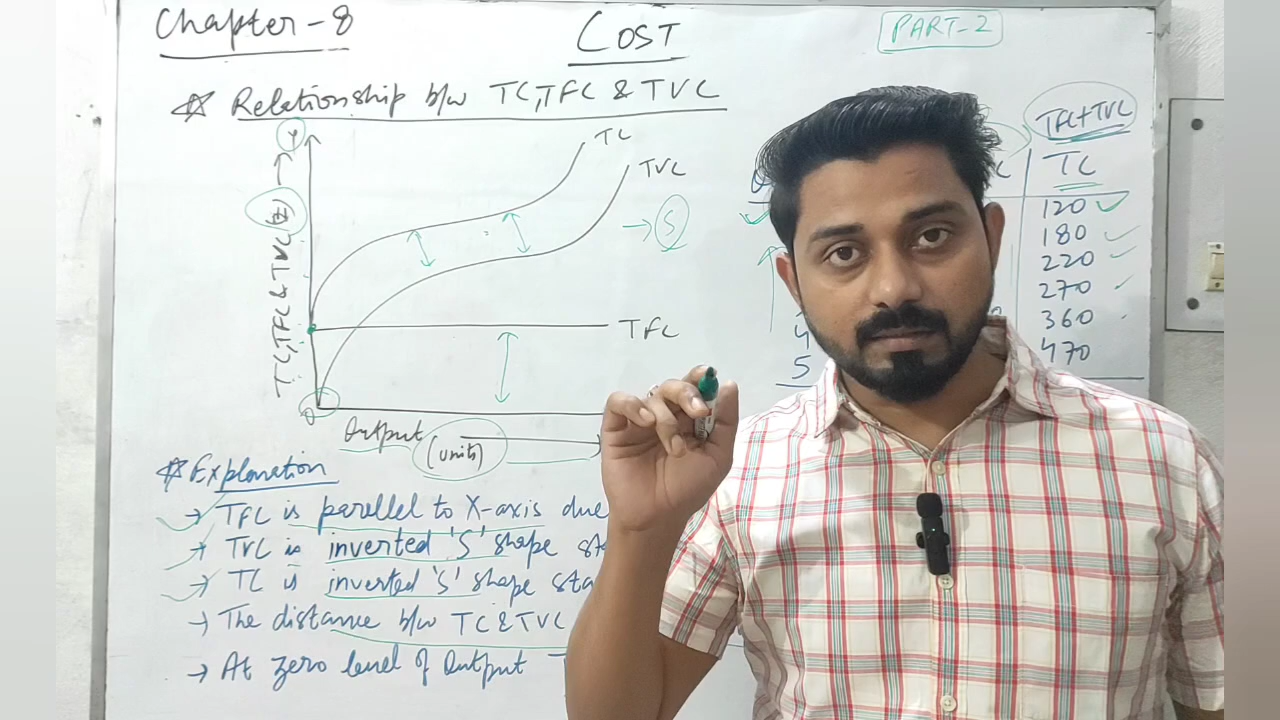 Chapter-8
COST
PART-2
Relationship b/w TC, TFC & TVC
Y
TC
TVC
S
TC, TFC & TVC (₹)
TFC
O
Output (units)
TFC+TVC
TC
120
180
220
270
360
4
470
5
Explanation
→ TFC is parallel to X-axis due
→ TVC is inverted 'S' shape
→ TC is inverted 'S' shape
→ The distance b/w TC & TVC
→ At zero level of Output